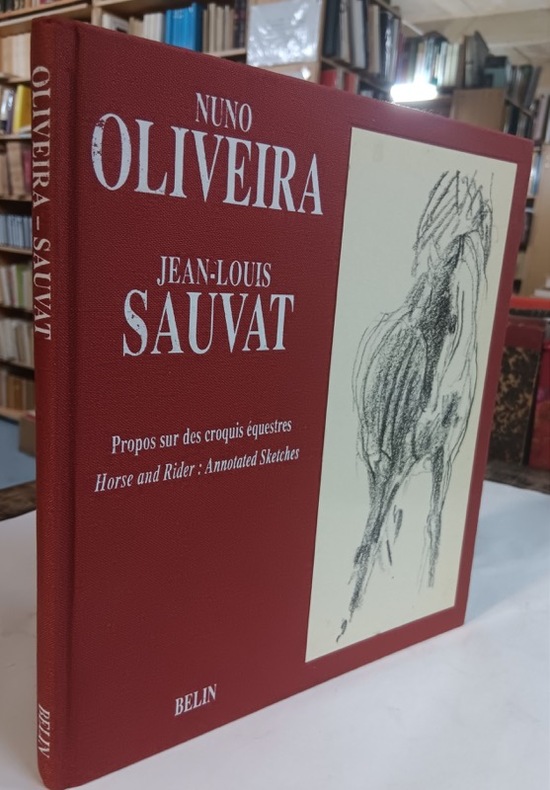 OLIVEIRA - SAUVAT
BELIN
NUNO
OLIVEIRA
JEAN-LOUIS
SAUVAT
Propos sur des croquis équestres
Horse and Rider : Annotated Sketches
BELIN